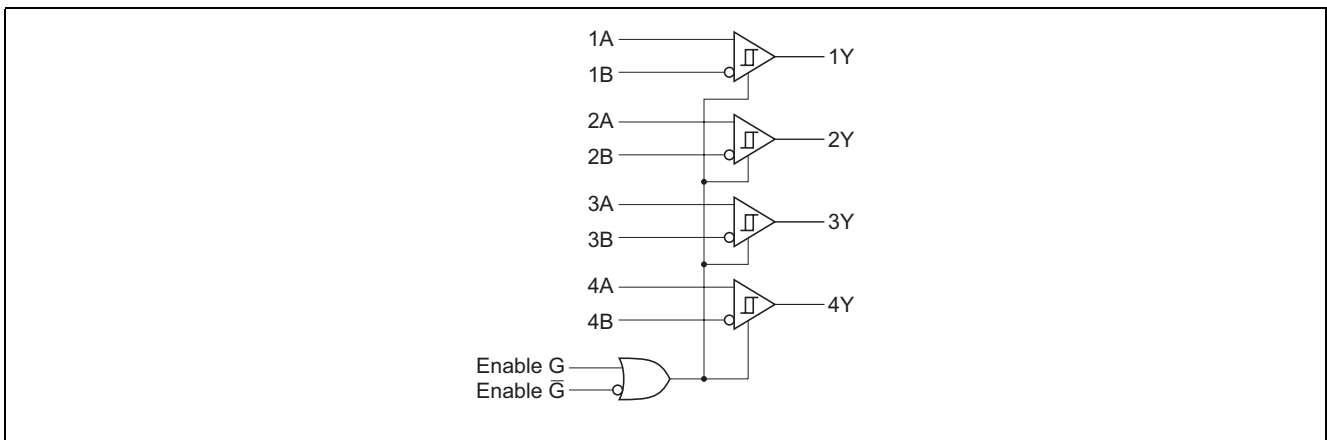 1A
1B
1Y
2A
2B
2Y
3A
3B
3Y
4A
4B
4Y
Enable G
Enable G̅